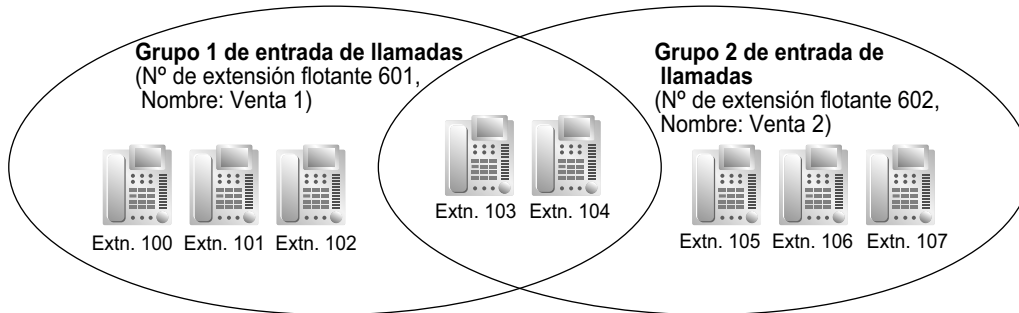 Grupo 1 de entrada de llamadas
(Nº de extensión flotante 601,
Nombre: Venta 1)
Grupo 2 de entrada de
llamadas
(Nº de extensión flotante 602,
Nombre: Venta 2)
Extn. 100
Extn. 101
Extn. 102
Extn. 103
Extn. 104
Extn. 105
Extn. 106
Extn. 107